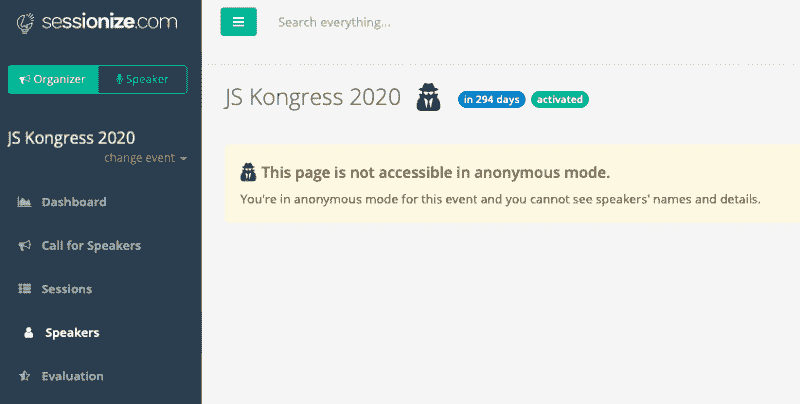 sessionize.com
Search everything...
Organizer
Speaker
JS Kongress 2020
change event
Dashboard
Call for Speakers
Sessions
Speakers
Evaluation
JS Kongress 2020
in 294 days
activated
This page is not accessible in anonymous mode.
You're in anonymous mode for this event and you cannot see speakers' names and details.